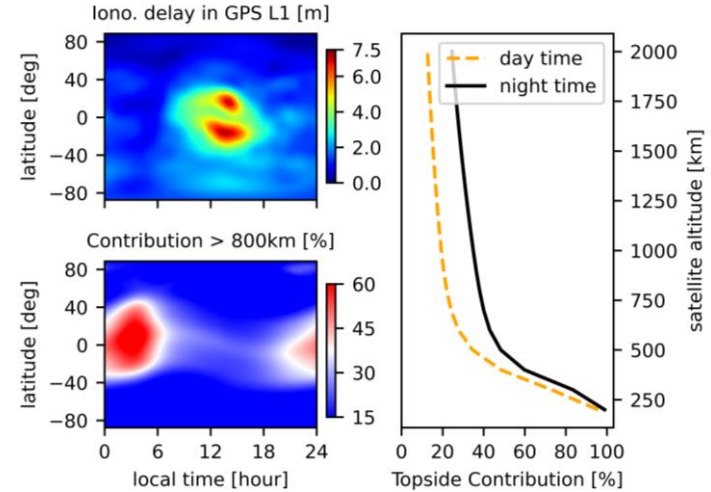 Iono. delay in GPS L1 [m]
80
40
0
−40
−80
latitude [deg]
7.5
6.0
4.0
2.0
0.0
Contribution > 800km [%]
80
40
0
−40
−80
latitude [deg]
60
45
30
15
0 6 12 18 24
local time [hour]
day time
night time
2000
1750
1500
1250
1000
750
500
250
satellite altitude [km]
0 20 40 60 80 100
Topside Contribution [%]